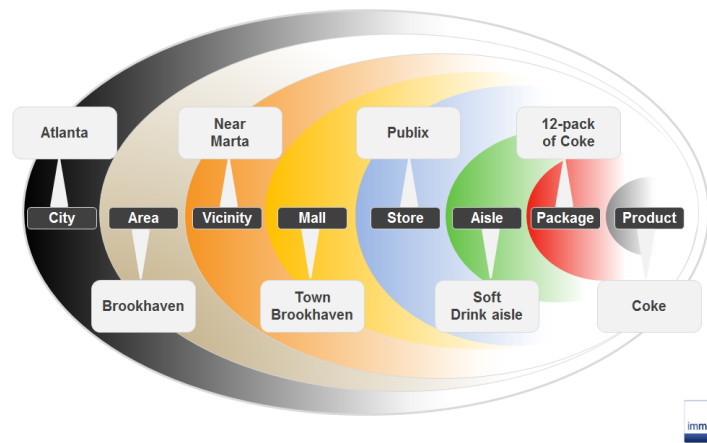 Atlanta
Near
Marta
Publix
12-pack
of Coke
City
Area
Vicinity
Mall
Store
Aisle
Package
Product
Brookhaven
Town
Brookhaven
Soft
Drink aisle
Coke
imm